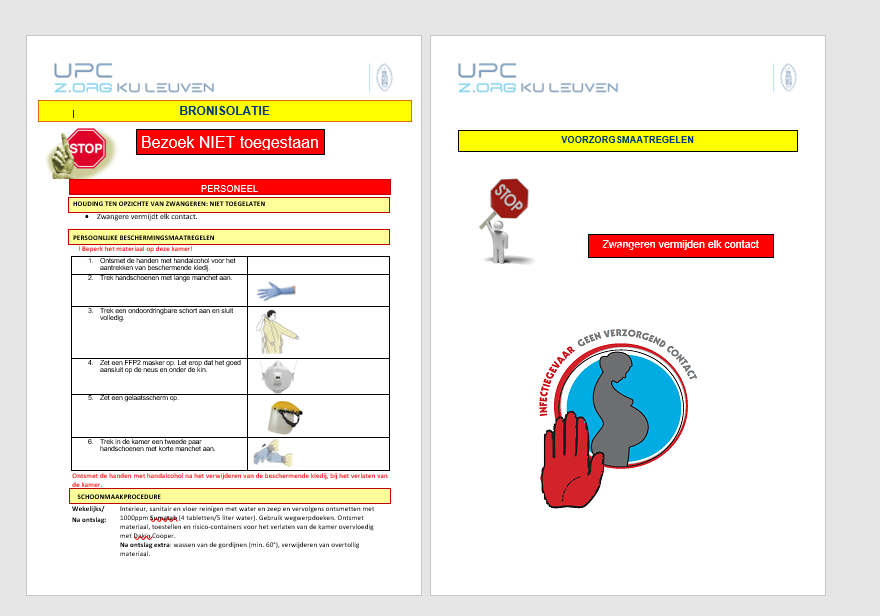 UPC
Z.ORG KU LEUVEN
BRONISOLATIE
STOP
Bezoek NIET toegestaan
PERSONEEL
HOUDING TEN OPZICHTE VAN ZWANGEREN: NIET TOEGELATEN
• Zwangere vermijdt elk contact.
PERSOONLIJKE BESCHERMINGSMAATREGELEN
! Beperk het materiaal op deze kamer!
1. Ontsmet de handen met handalcohol voor het
aantrekken van beschermende kledij.
2. Trek handschoenen met lange manchet aan.
3. Trek een ondoordringbare schort aan en sluit
volledig.
4. Zet een FFP2 masker op. Let erop dat het goed
aansluit op de neus en onder de kin.
5. Zet een gelaatsscherm op.
6. Trek in de kamer een tweede paar
handschoenen met korte manchet aan.
Ontsmet de handen met handalcohol na het verwijderen van de beschermende kledij, bij het verlaten van
de kamer.
SCHOONMAAKPROCEDURE
Wekelijks/
Na ontslag:
Interieur, sanitair en vloer reinigen met water en zeep en vervolgens ontsmetten met
1000ppm (4 tabletten/5 liter water). Gebruik wegwerpdoeken. Ontsmet
materiaal, toestellen en risico-containers voor het verlaten van de kamer overvloedig
met Cooper.
Na ontslag extra: wassen van de gordijnen (min. 60°), verwijderen van overtollig
materiaal.
UPC
Z.ORG KU LEUVEN
VOORZORGSMAATREGELEN
STOP
Zwangeren vermijden elk contact
INFECTIEGEVAAR GEEN VERZORGEND CONTACT